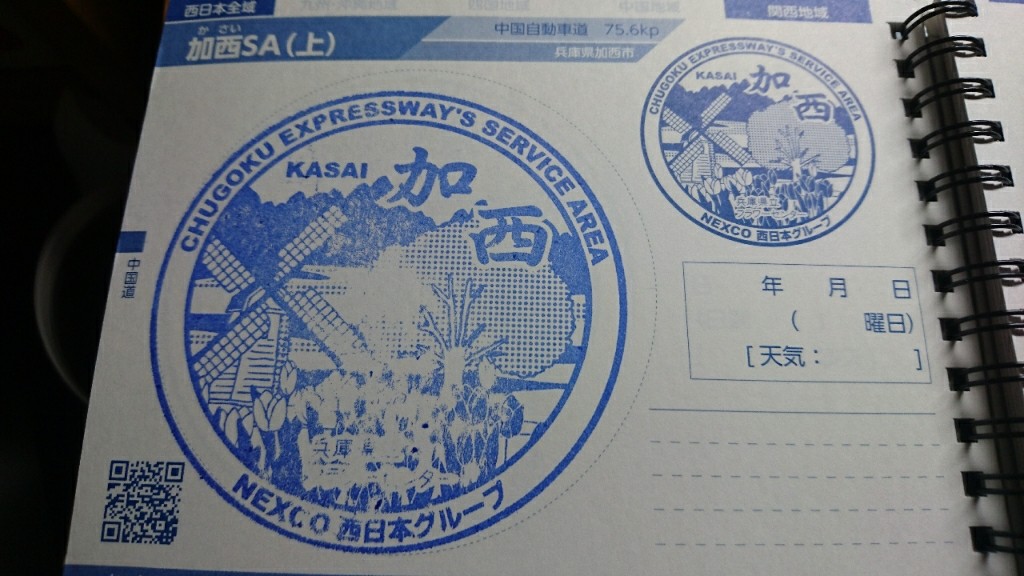 西日本全域
関西地域
か さい
加西SA(上)
中国自動車道 75.6kp
兵庫県加西市
CHUGOKU EXPRESSWAY'S SERVICE AREA
KASAI
加西
NEXCO 西日本グループ
CHUGOKU EXPRESSWAY'S SERVICE AREA
KASAI
加西
NEXCO 西日本グループ
中国道
年 月 日
( 曜日)
[天気: ]